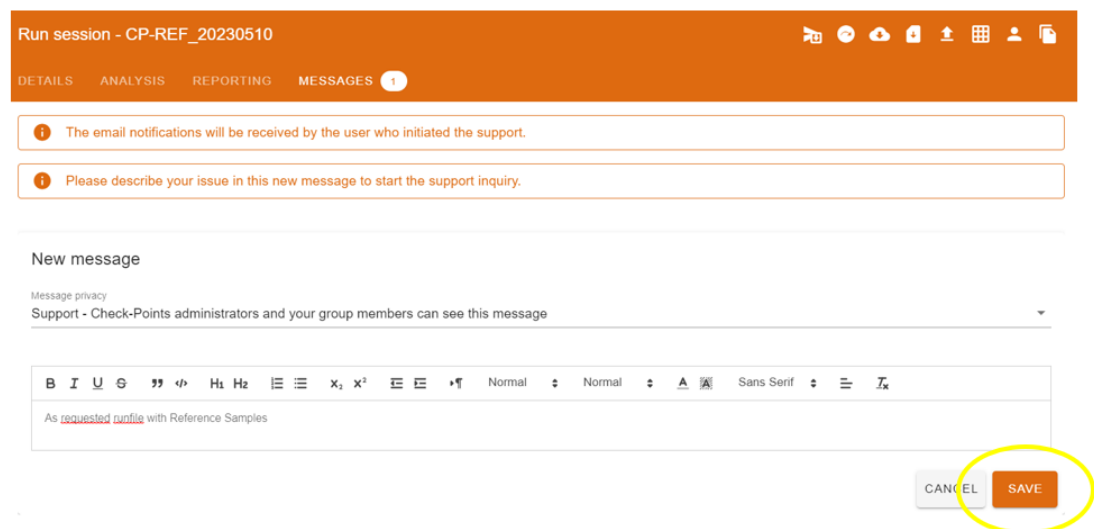 Run session - CP-REF_20230510
DETAILS ANALYSIS REPORTING MESSAGES 1
The email notifications will be received by the user who initiated the support.
Please describe your issue in this new message to start the support inquiry.
New message
Message privacy
Support - Check-Points administrators and your group members can see this message
B I U S H1 H2 X2 X² Normal Normal A A Sans Serif Tx
As requested runfile with Reference Samples
CANCEL SAVE